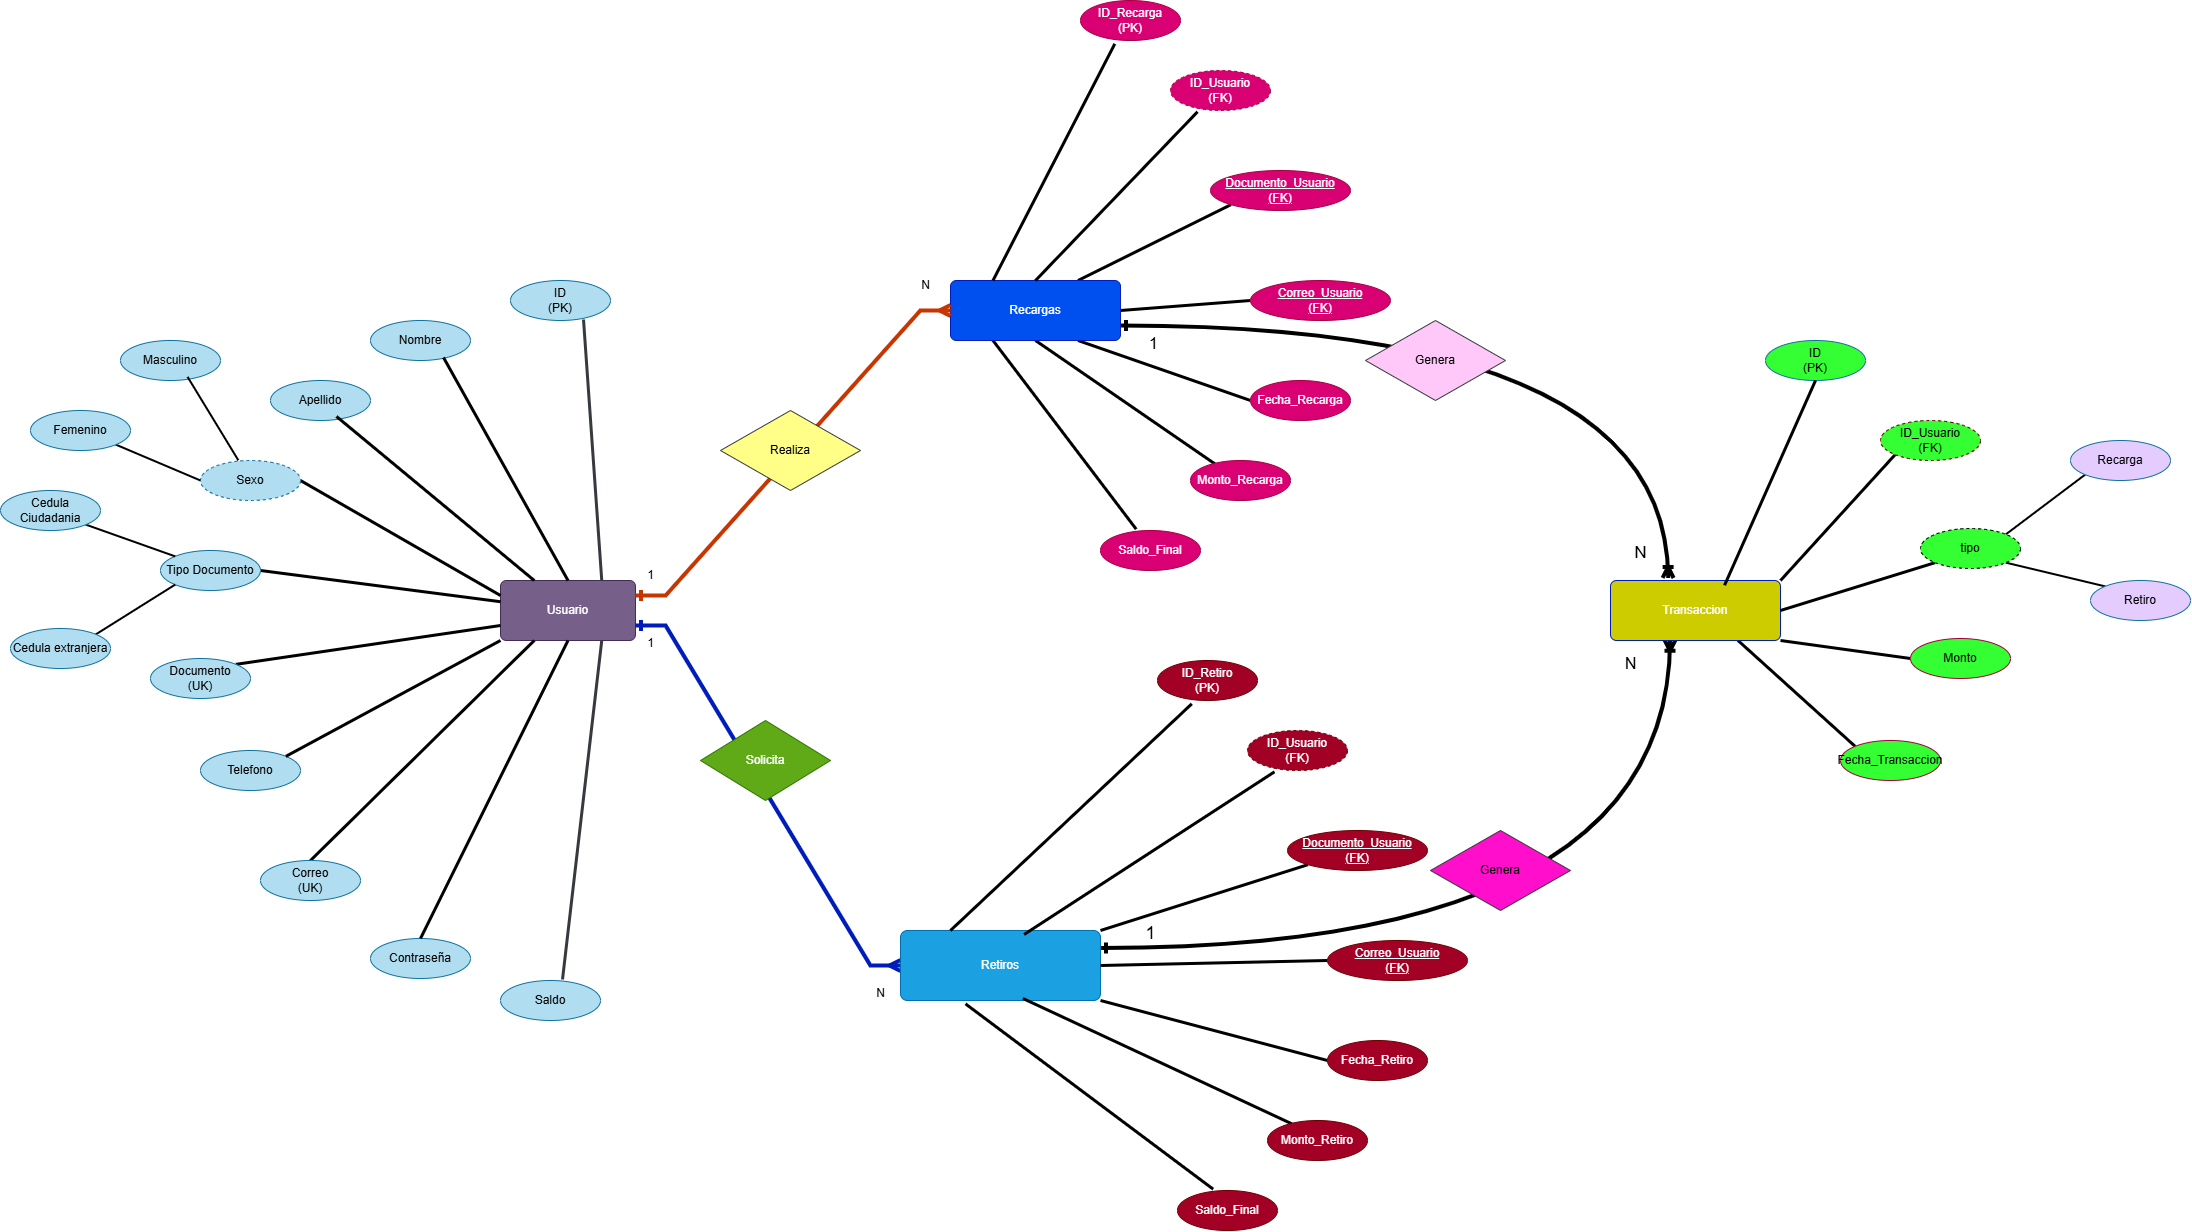 ID_Recarga
(PK)
ID_Usuario
(FK)
Documento_Usuario
(FK)
Correo_Usuario
(FK)
Fecha_Recarga
Monto_Recarga
Saldo_Final
N
Recargas
1
Genera
ID
(PK)
Nombre
Apellido
Masculino
Femenino
Sexo
Cedula
Ciudadania
Tipo Documento
Cedula extranjera
Documento
(UK)
Telefono
Correo
(UK)
Contraseña
Saldo
Usuario
1
1
Realiza
Solicita
N
Retiros
1
ID_Retiro
(PK)
ID_Usuario
(FK)
Documento_Usuario
(FK)
Correo_Usuario
(FK)
Fecha_Retiro
Monto_Retiro
Saldo_Final
Genera
N
N
Transaccion
ID
(PK)
ID_Usuario
(FK)
tipo
Recarga
Retiro
Monto
Fecha_Transaccion